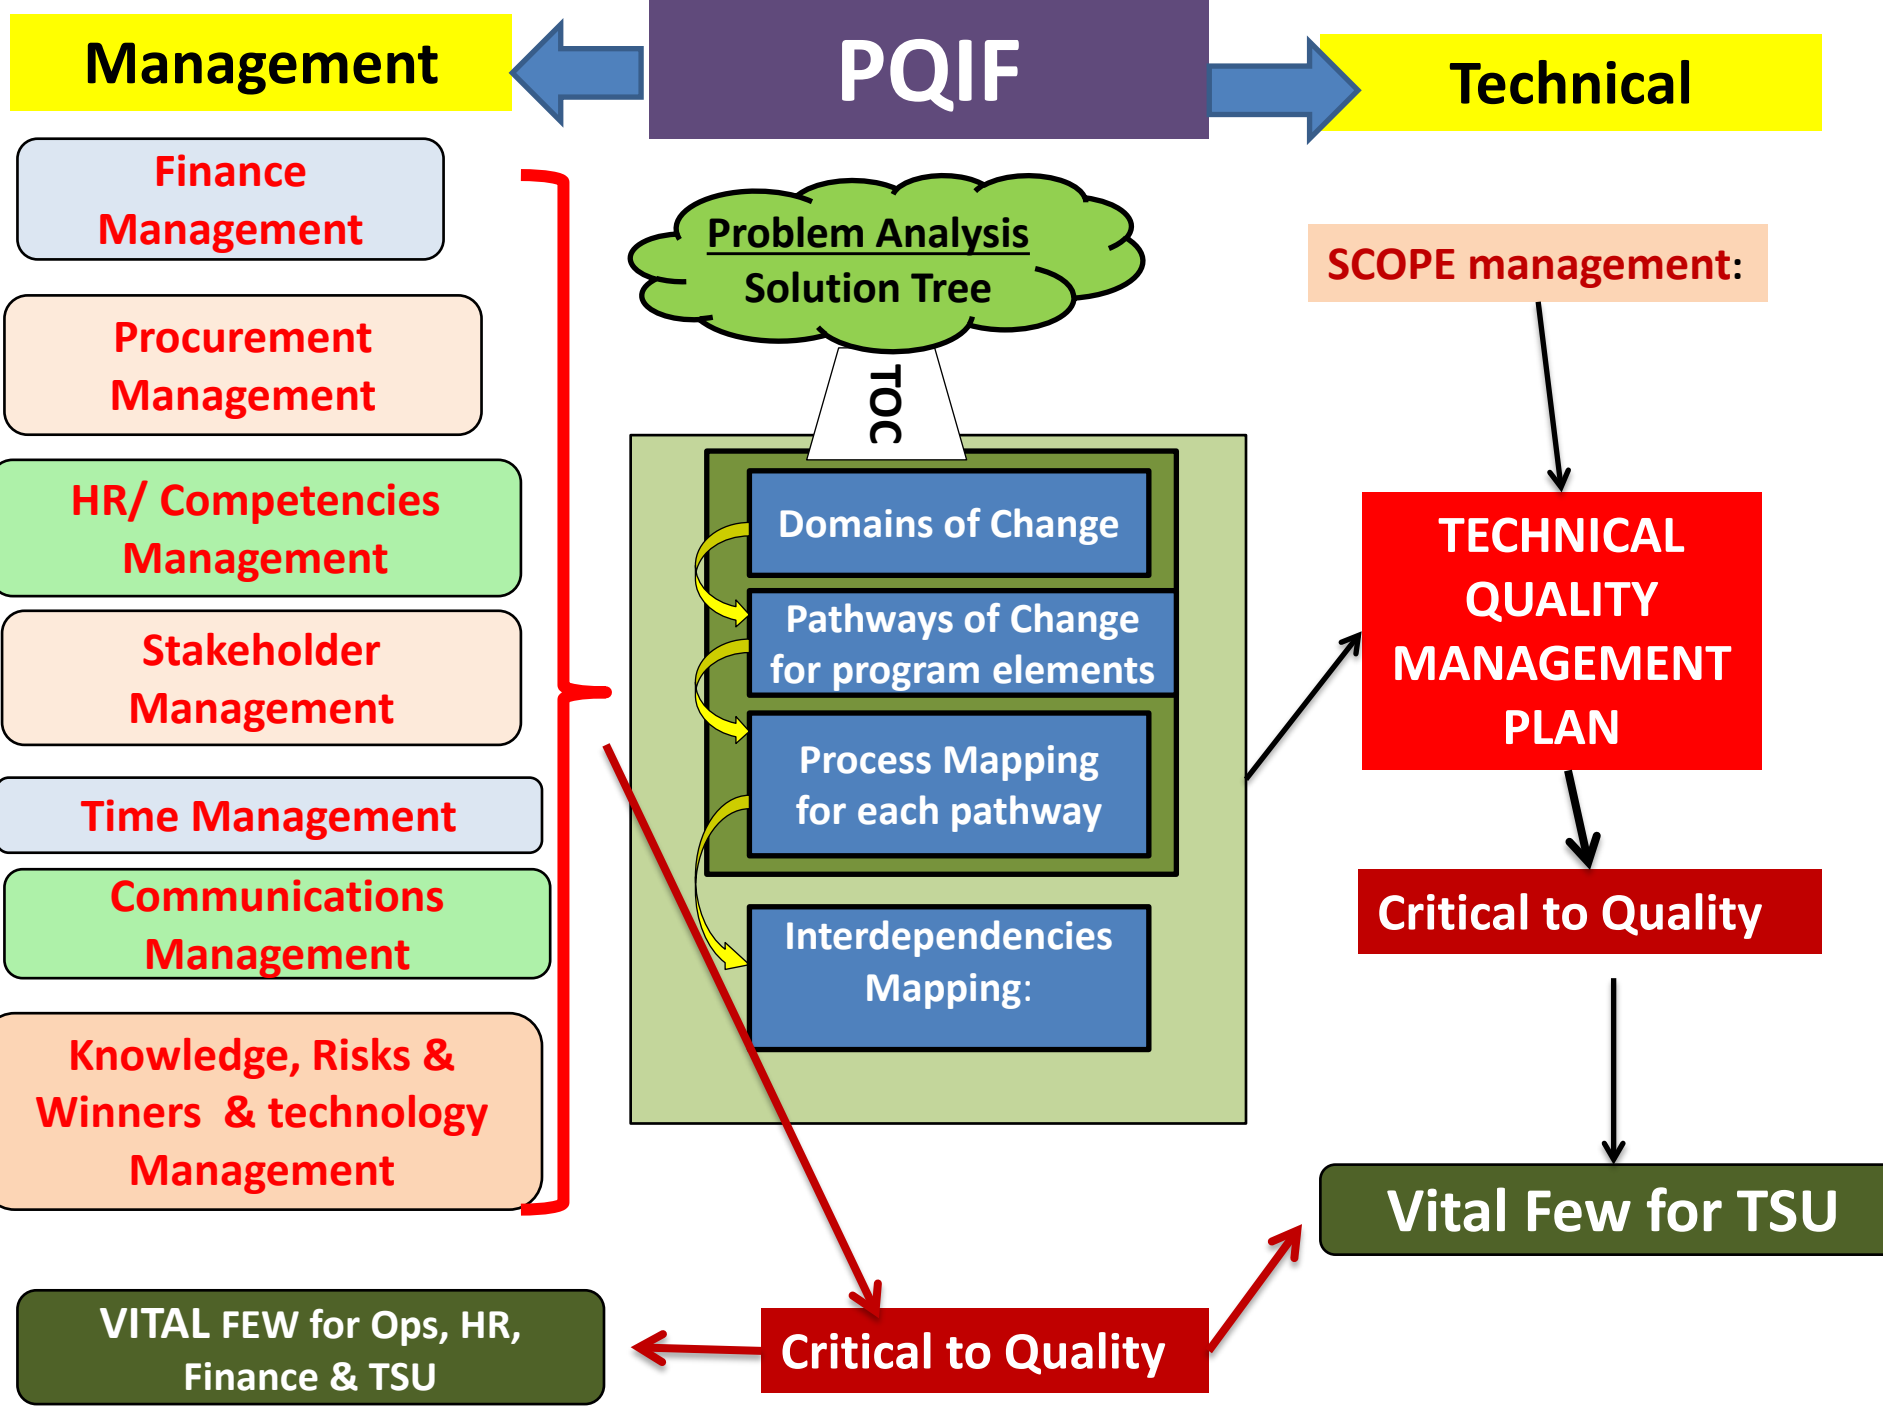 Management
PQIF
Technical
Finance
Management
Procurement
Management
HR/ Competencies
Management
Stakeholder
Management
Time Management
Communications
Management
Knowledge, Risks &
Winners  & technology
Management
VITAL FEW for Ops, HR,
Finance & TSU
Problem Analysis
Solution Tree
TOC
Domains of Change
Pathways of Change
for program elements
Process Mapping
for each pathway
Interdependencies
Mapping:
Critical to Quality
SCOPE management:
TECHNICAL
QUALITY
MANAGEMENT
PLAN
Critical to Quality
Vital Few for TSU